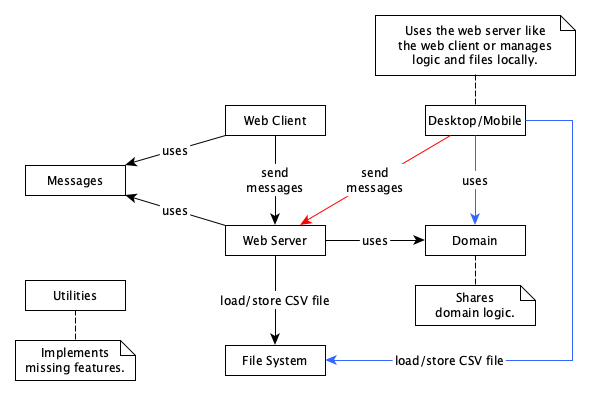 Uses the web server like
the web client or manages
logic and files locally.
Web Client
Desktop/Mobile
uses
send
messages
send
messages
uses
Messages
uses
Web Server
uses
Domain
Utilities
load/store CSV file
Shares
domain logic.
Implements
missing features.
File System
load/store CSV file